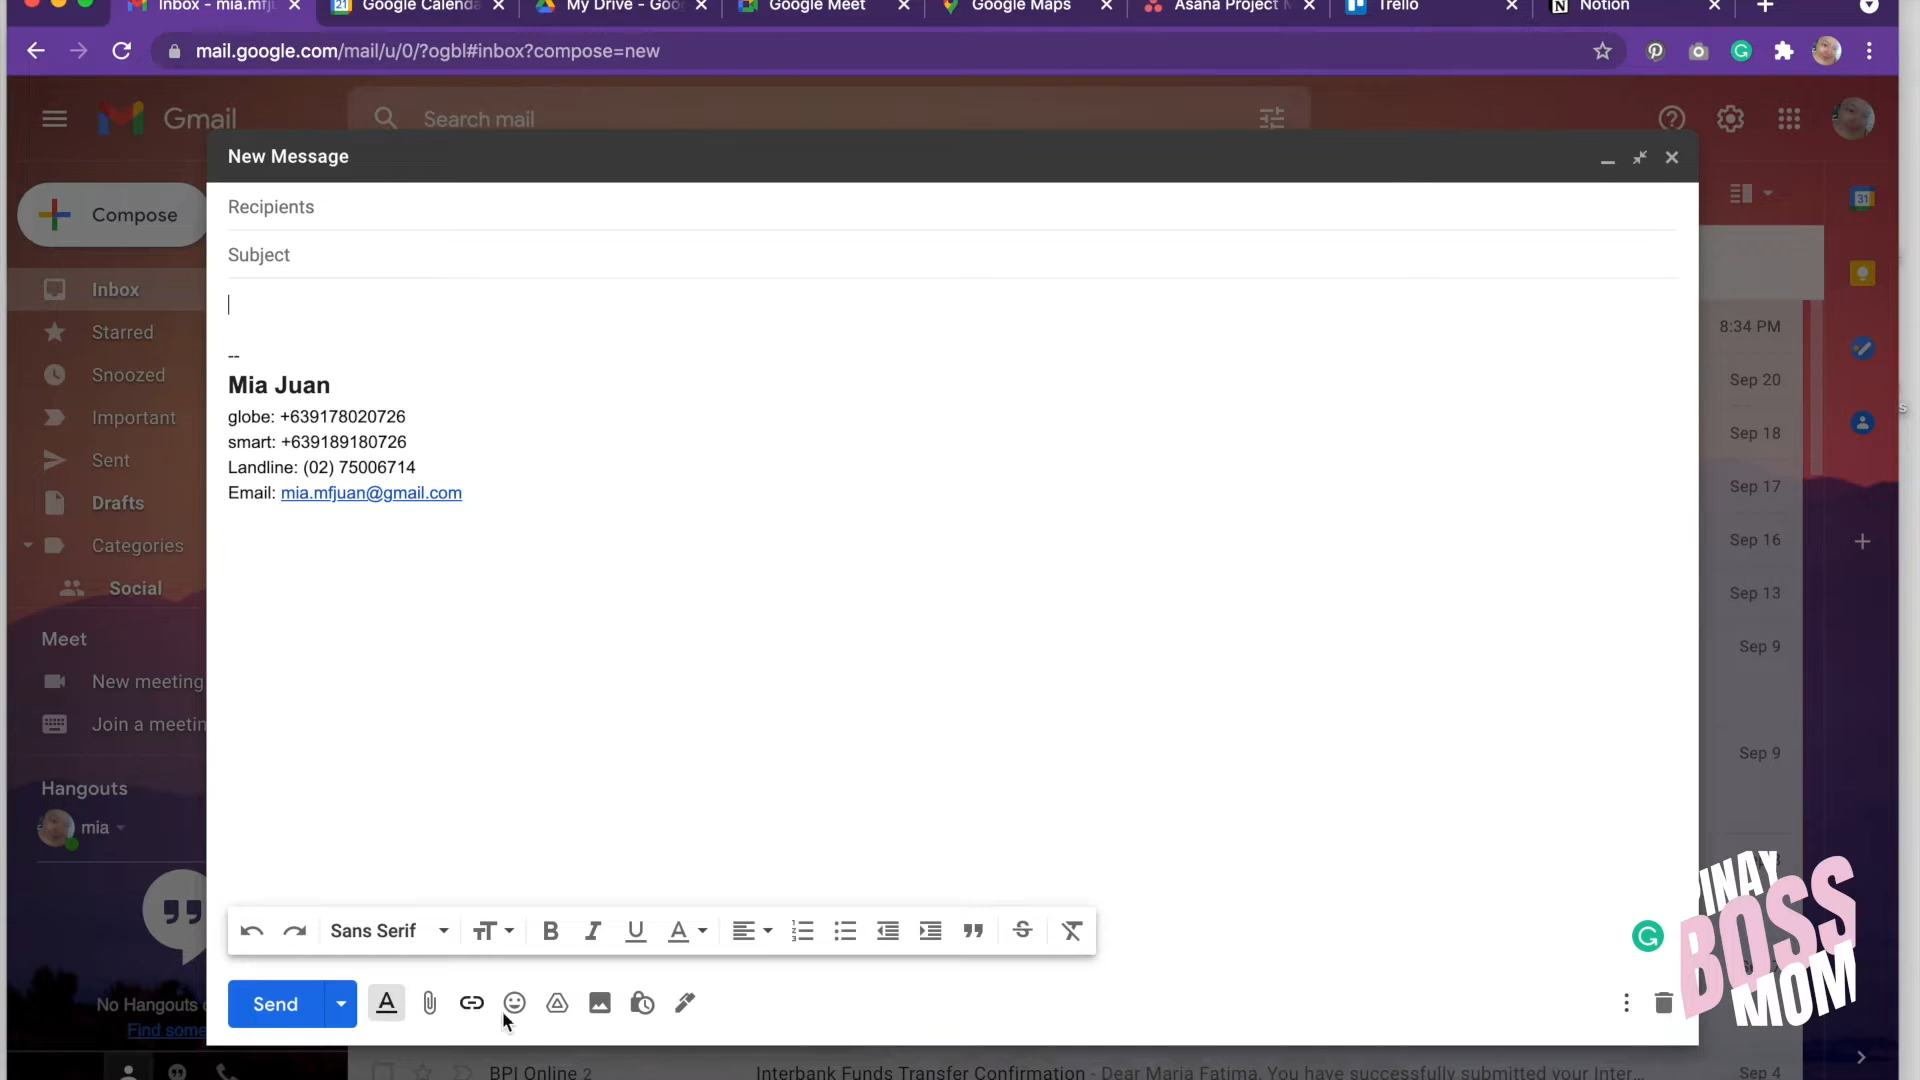 Inbox - mia.mfju
Google Calenda
My Drive - Goo
Google Meet
Google Maps
Asana Project M
Trello
Notion
mail.google.com/mail/u/0/?ogbl#inbox?compose=new
Gmail
Search mail
New Message
Compose
Recipients
Subject
Inbox
Starred
Snoozed
Important
Sent
Drafts
Categories
Social
Meet
New meeting
Join a meetin
Hangouts
mia
No Hangouts
Find some
--
Mia Juan
globe: +639178020726
smart: +639189180726
Landline: (02) 75006714
Email: mia.mfjuan@gmail.com
8:34 PM
Sep 20
Sep 18
Sep 17
Sep 16
Sep 13
Sep 9
Sep 9
Sans Serif
Send
PINAY
BOSS
MOM
BPI Online 2
Interbank Funds Transfer Confirmation - Dear Maria Fatima, You have successfully submitted your Inter...
Sep 4